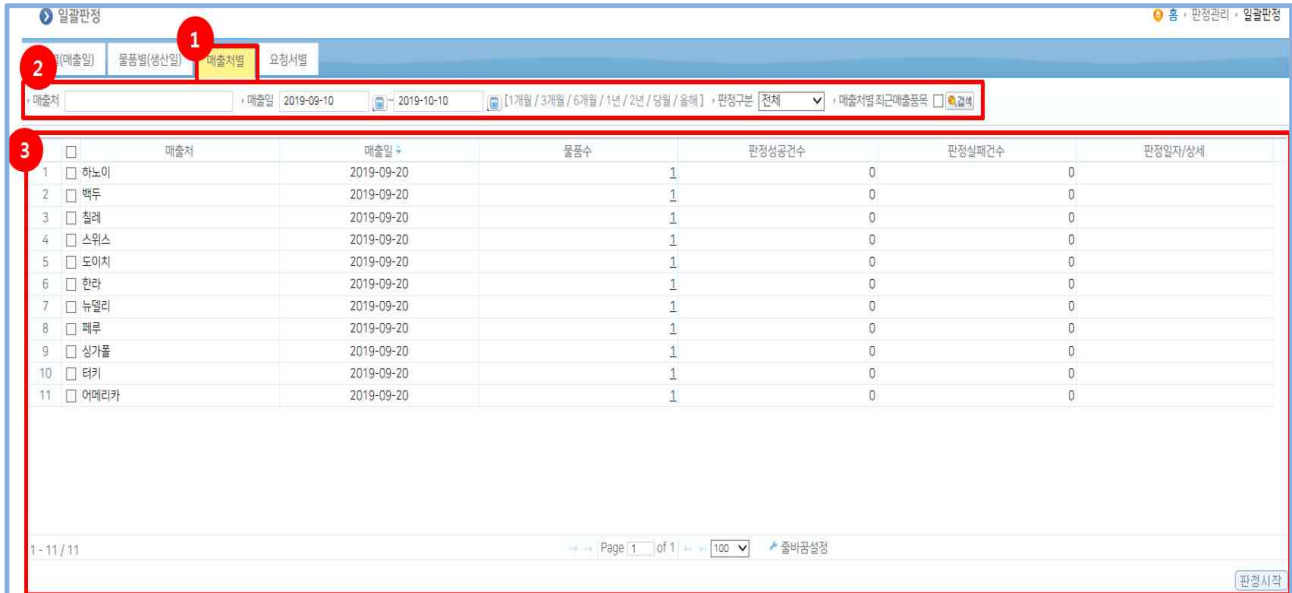 일괄판정
홈 › 판정관리 › 일괄판정
1
(매출일) 물품별(생산일) 매출처별 요청서별
2
› 매출처 › 매출일 2019-09-10 ~ 2019-10-10 [1개월 / 3개월 / 6개월 / 1년 / 2년 / 당월 / 올해] › 판정구분 전체 › 매출처별 최근매출품목 검색
3
매출처 매출일 물품수 판정성공건수 판정실패건수 판정일자/상세
1 하노이 2019-09-20 1 0 0
2 백두 2019-09-20 1 0 0
3 칠레 2019-09-20 1 0 0
4 스위스 2019-09-20 1 0 0
5 도이치 2019-09-20 1 0 0
6 한라 2019-09-20 1 0 0
7 뉴델리 2019-09-20 1 0 0
8 페루 2019-09-20 1 0 0
9 싱가폴 2019-09-20 1 0 0
10 터키 2019-09-20 1 0 0
11 어메리카 2019-09-20 1 0 0
1 - 11 / 11 Page 1 of 1 100 줄바꿈설정
판정시작